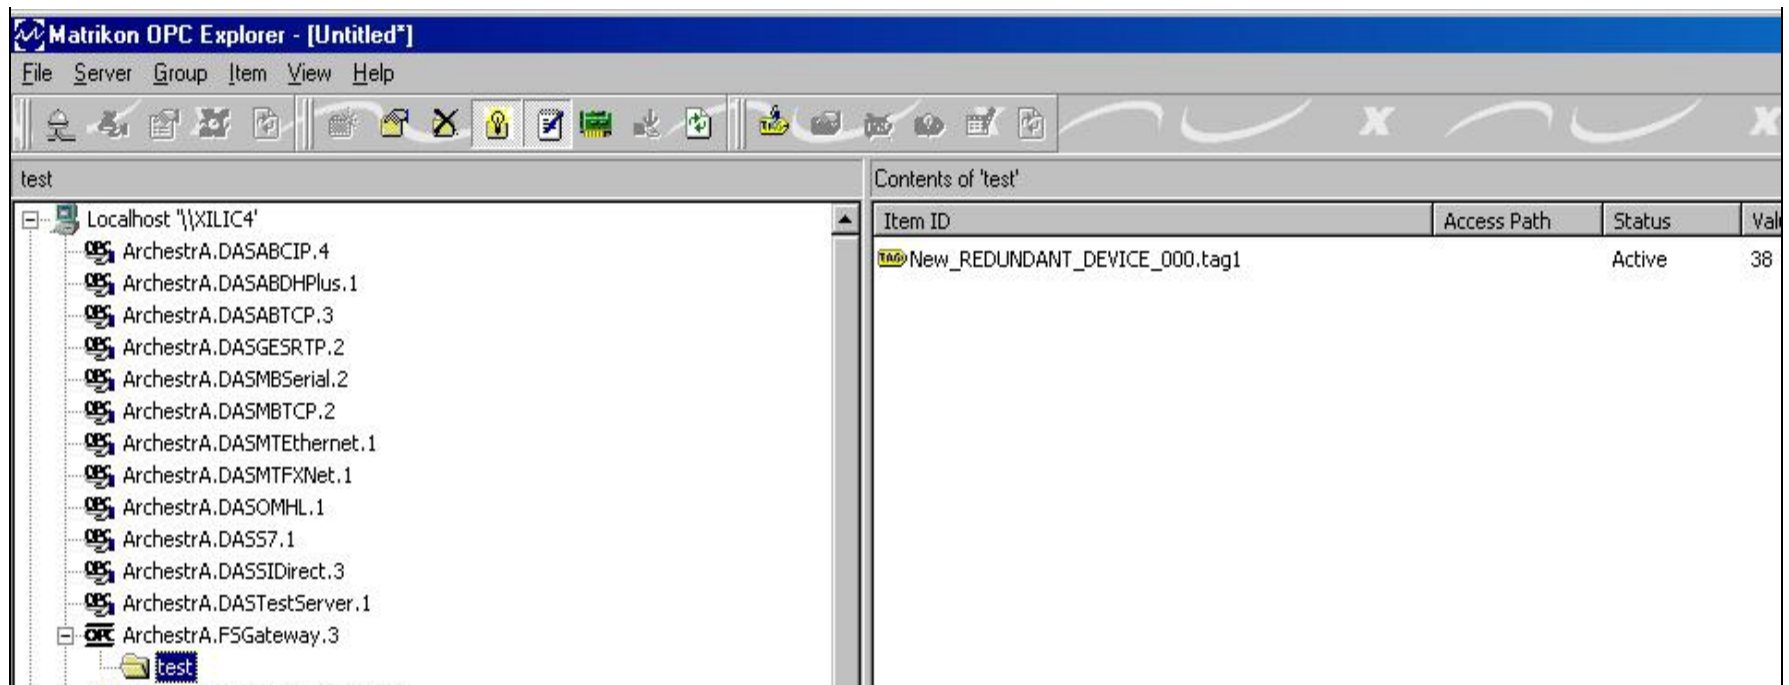 Matrikon OPC Explorer - [Untitled*]
File Server Group Item View Help
test
Contents of 'test'
Localhost '\\XILIC4'
Item ID Access Path Status
ArchestrA.DASABCIP.4
New_REDUNDANT_DEVICE_000.tag1 Active 38
ArchestrA.DASABDHPlus.1
ArchestrA.DASABTCP.3
ArchestrA.DASGESRTP.2
ArchestrA.DASMBSerial.2
ArchestrA.DASMBTCP.2
ArchestrA.DASMTEthernet.1
ArchestrA.DASMTFXNet.1
ArchestrA.DASOMHL.1
ArchestrA.DASS7.1
ArchestrA.DASSIDirect.3
ArchestrA.DASTestServer.1
ArchestrA.FSGateway.3
test